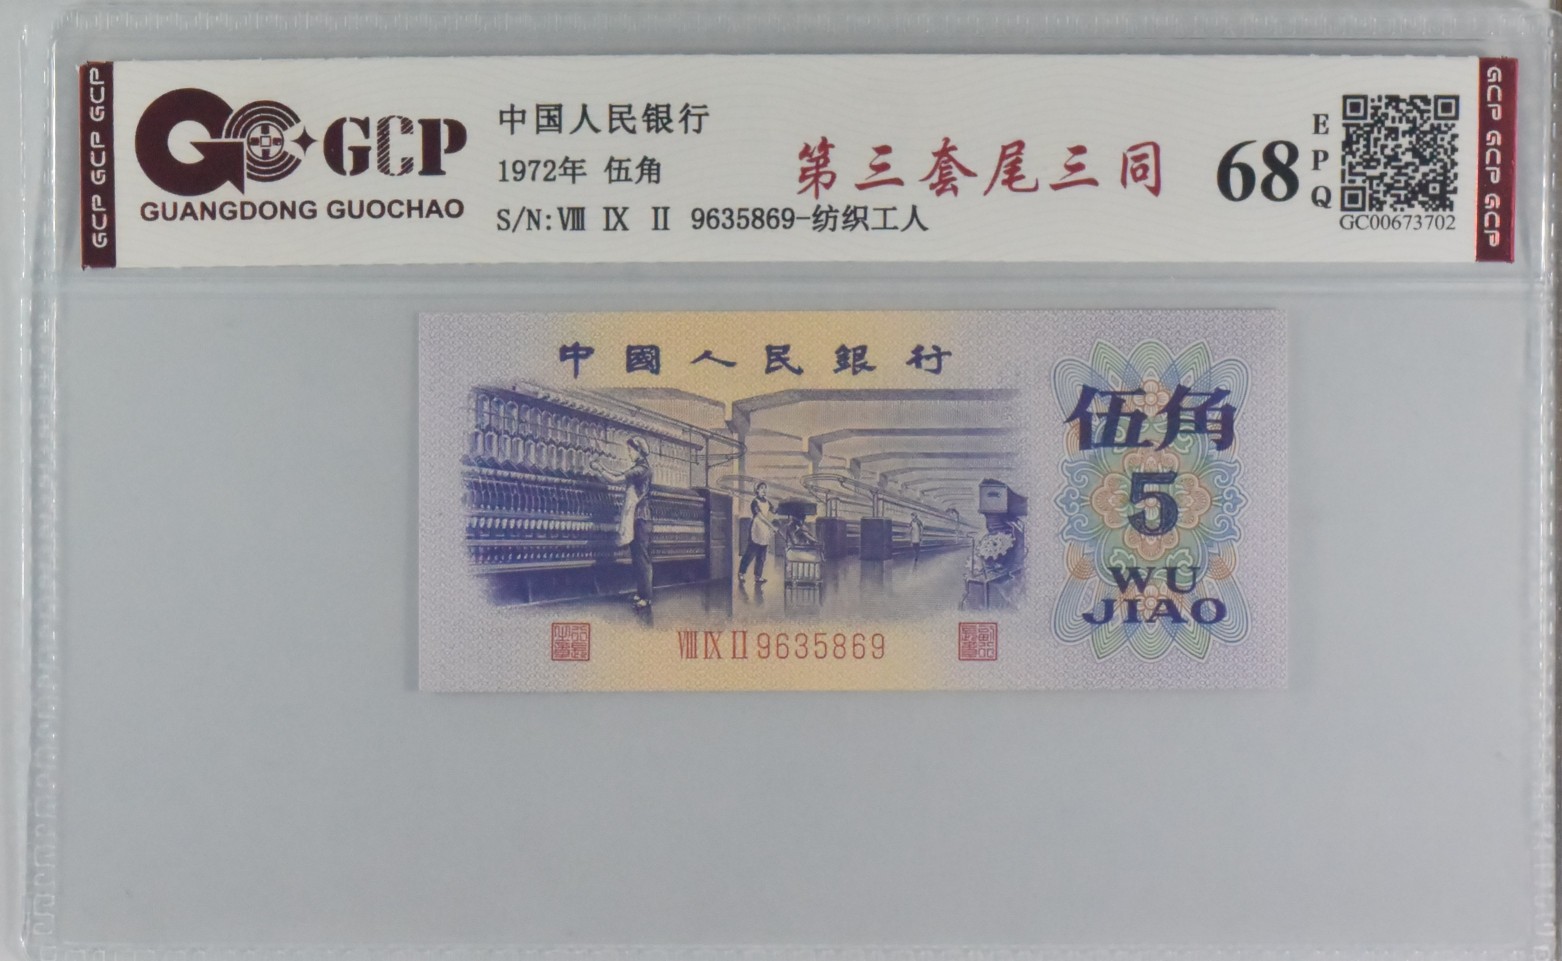 GCP GCP GCP
GCP
GUANGDONG GUOCHAO
中国人民银行
1972年 伍角
S/N:Ⅷ Ⅸ Ⅱ 9635869-纺织工人
第三套尾三同
68
EPQ
GC00673702
GCP GCP GCP
中國人民銀行
伍角
5
WU
JIAO
ⅧⅨⅡ9635869